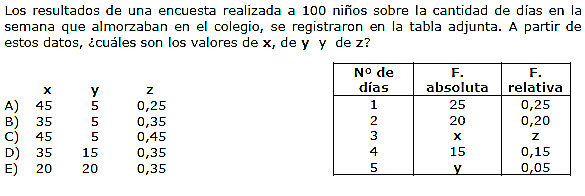 Los resultados de una encuesta realizada a 100 niños sobre la cantidad de días en la
semana que almorzaban en el colegio, se registraron en la tabla adjunta. A partir de
estos datos, ¿cuáles son los valores de x, de y y de z?
x y z
A) 45 5 0,25
B) 35 5 0,35
C) 45 5 0,45
D) 35 15 0,35
E) 20 20 0,35
Nº de días F. absoluta F. relativa
1 25 0,25
2 20 0,20
3 x z
4 15 0,15
5 y 0,05